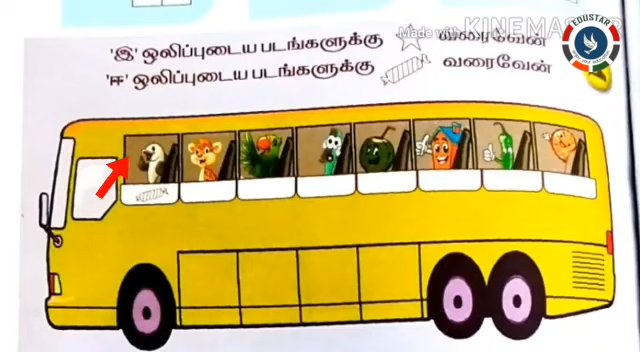 Made with KINEMASTER
EDUSTAR
'இ' ஒலிப்புடைய படங்களுக்கு வரைவேன்
'ஈ' ஒலிப்புடைய படங்களுக்கு வரைவேன்